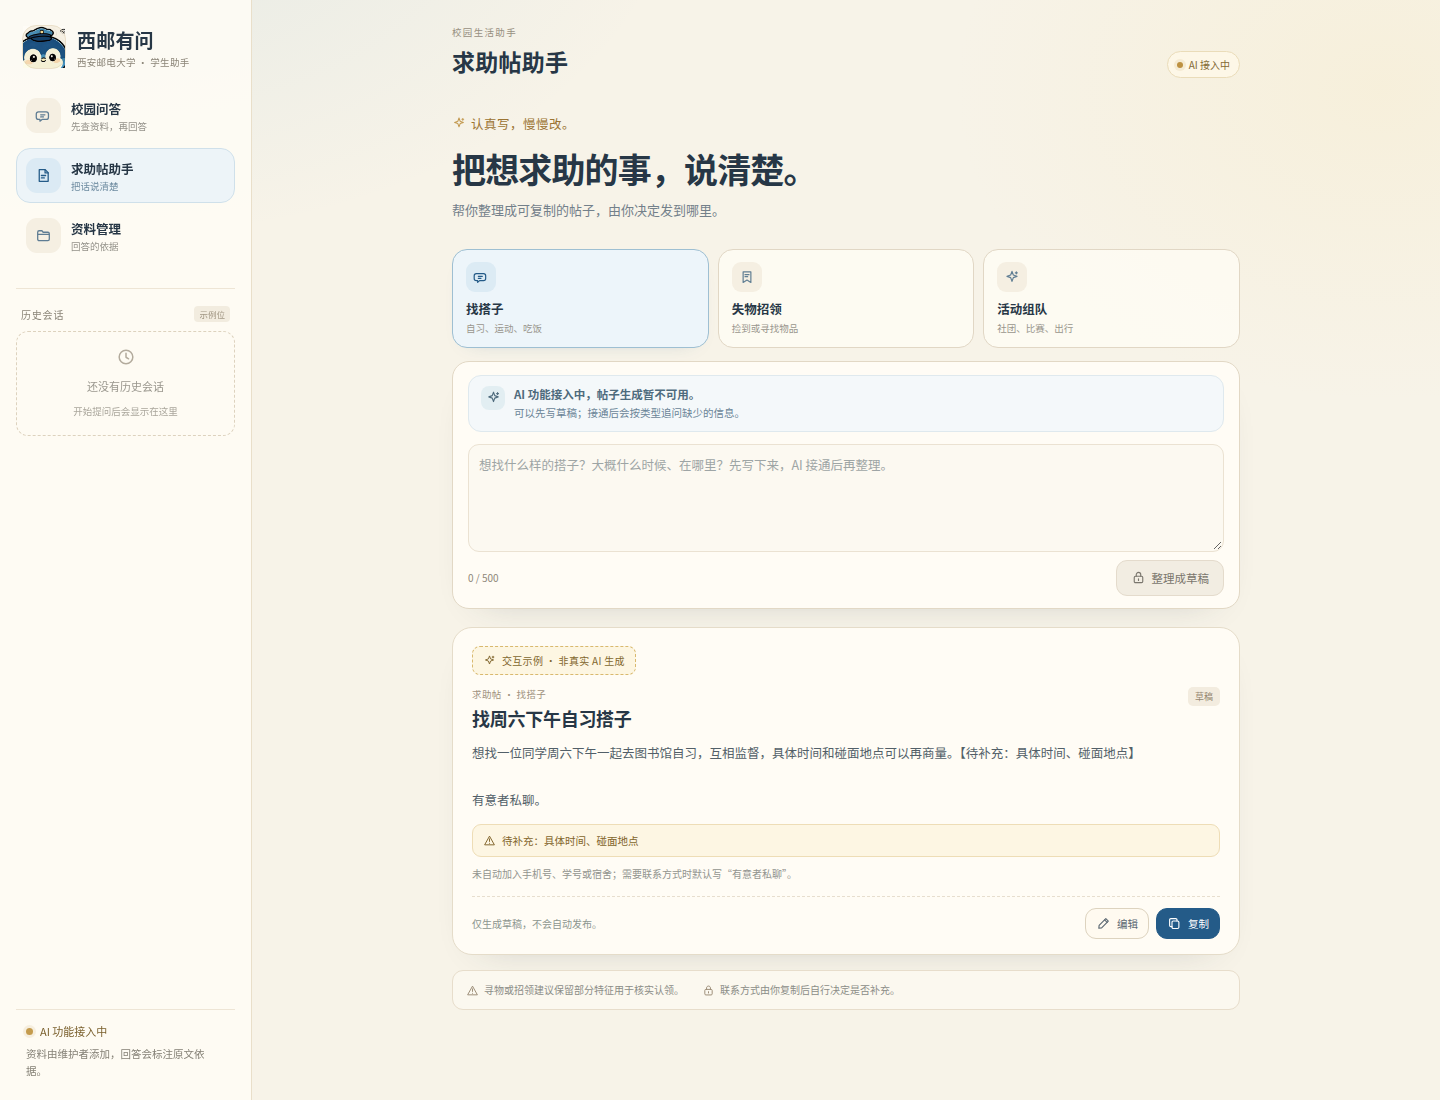 西邮有问
西安邮电大学 · 学生助手
校园问答
先查资料，再回答
求助帖助手
把话说清楚
资料管理
回答的依据
历史会话
示例位
还没有历史会话
开始提问后会显示在这里
AI 功能接入中
资料由维护者添加，回答会标注原文依
据。
校园生活助手
求助帖助手
AI 接入中
认真写，慢慢改。
把想求助的事，说清楚。
帮你整理成可复制的帖子，由你决定发到哪里。
找搭子
自习、运动、吃饭
失物招领
捡到或寻找物品
活动组队
社团、比赛、出行
AI 功能接入中，帖子生成暂不可用。
可以先写草稿；接通后会按类型追问缺少的信息。
想找什么样的搭子？大概什么时候、在哪里？先写下来，AI 接通后再整理。
0 / 500
整理成草稿
交互示例 · 非真实 AI 生成
求助帖 · 找搭子
草稿
找周六下午自习搭子
想找一位同学周六下午一起去图书馆自习，互相监督，具体时间和碰面地点可以再商量。【待补充：具体时间、碰面地点】
有意者私聊。
待补充：具体时间、碰面地点
未自动加入手机号、学号或宿舍；需要联系方式时默认写“有意者私聊”。
仅生成草稿，不会自动发布。
编辑
复制
寻物或招领建议保留部分特征用于核实认领。
联系方式由你复制后自行决定是否补充。